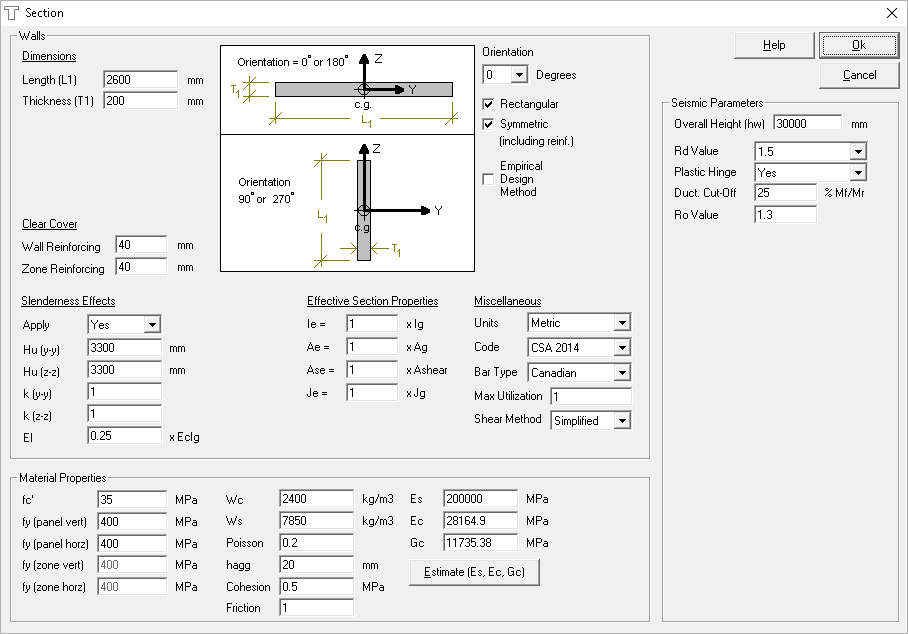 Section
Walls
Dimensions
Length (L1) 2600 mm
Thickness (T1) 200 mm
Orientation = 0° or 180°
Z
T1
Y
c.g.
L1
Z
Orientation
90° or 270°
L1
Y
c.g
T1
Orientation
0 Degrees
Rectangular
Symmetric
(including reinf.)
Empirical
Design
Method
Clear Cover
Wall Reinforcing 40 mm
Zone Reinforcing 40 mm
Slenderness Effects
Apply Yes
Hu (y-y) 3300 mm
Hu (z-z) 3300 mm
k (y-y) 1
k (z-z) 1
EI 0.25 x EcIg
Effective Section Properties
Ie = 1 x Ig
Ae = 1 x Ag
Ase = 1 x Ashear
Je = 1 x Jg
Miscellaneous
Units Metric
Code CSA 2014
Bar Type Canadian
Max Utilization 1
Shear Method Simplified
Help
Ok
Cancel
Seismic Parameters
Overall Height (hw) 30000 mm
Rd Value 1.5
Plastic Hinge Yes
Duct. Cut-Off 25 % Mf/Mr
Ro Value 1.3
Material Properties
fc' 35 MPa
fy (panel vert) 400 MPa
fy (panel horz) 400 MPa
fy (zone vert) 400 MPa
fy (zone horz) 400 MPa
Wc 2400 kg/m3
Ws 7850 kg/m3
Poisson 0.2
hagg 20 mm
Cohesion 0.5 MPa
Friction 1
Es 200000 MPa
Ec 28164.9 MPa
Gc 11735.38 MPa
Estimate (Es, Ec, Gc)